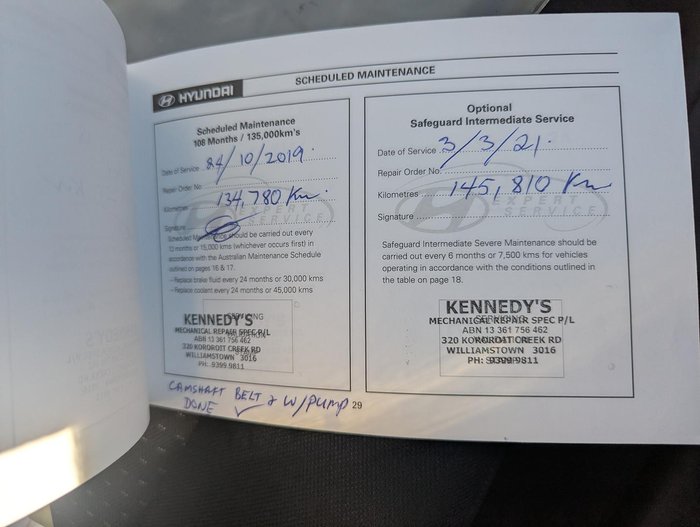 HYUNDAI
SCHEDULED MAINTENANCE
Scheduled Maintenance
108 Months / 135,000km's
Date of Service 24/10/2019
Repair Order No.
Kilometres 134,780 Km
Signature
Scheduled Maintenance should be carried out every
12 months or 15,000 kms (whichever occurs first) in
accordance with the Australian Maintenance Schedule
outlined on pages 16 & 17.
– Replace brake fluid every 24 months or 30,000 kms
– Replace coolant every 24 months or 45,000 kms
KENNEDY'S
MECHANICAL REPAIR SPEC P/L
ABN 13 361 756 462
320 KOROROIT CREEK RD
WILLIAMSTOWN 3016
PH: 9399.9811
CAMSHAFT BELT & W/PUMP
DONE ✓
29
Optional
Safeguard Intermediate Service
Date of Service 3/3/21.
Repair Order No.
Kilometres 145,810 Km
EXPERT
SERVICE
Signature
Safeguard Intermediate Severe Maintenance should be
carried out every 6 months or 7,500 kms for vehicles
operating in accordance with the conditions outlined in
the table on page 18.
KENNEDY'S
MECHANICAL REPAIR SPEC P/L
ABN 13 361 756 462
320 KOROROIT CREEK RD
WILLIAMSTOWN 3016
PH: 9399.9811